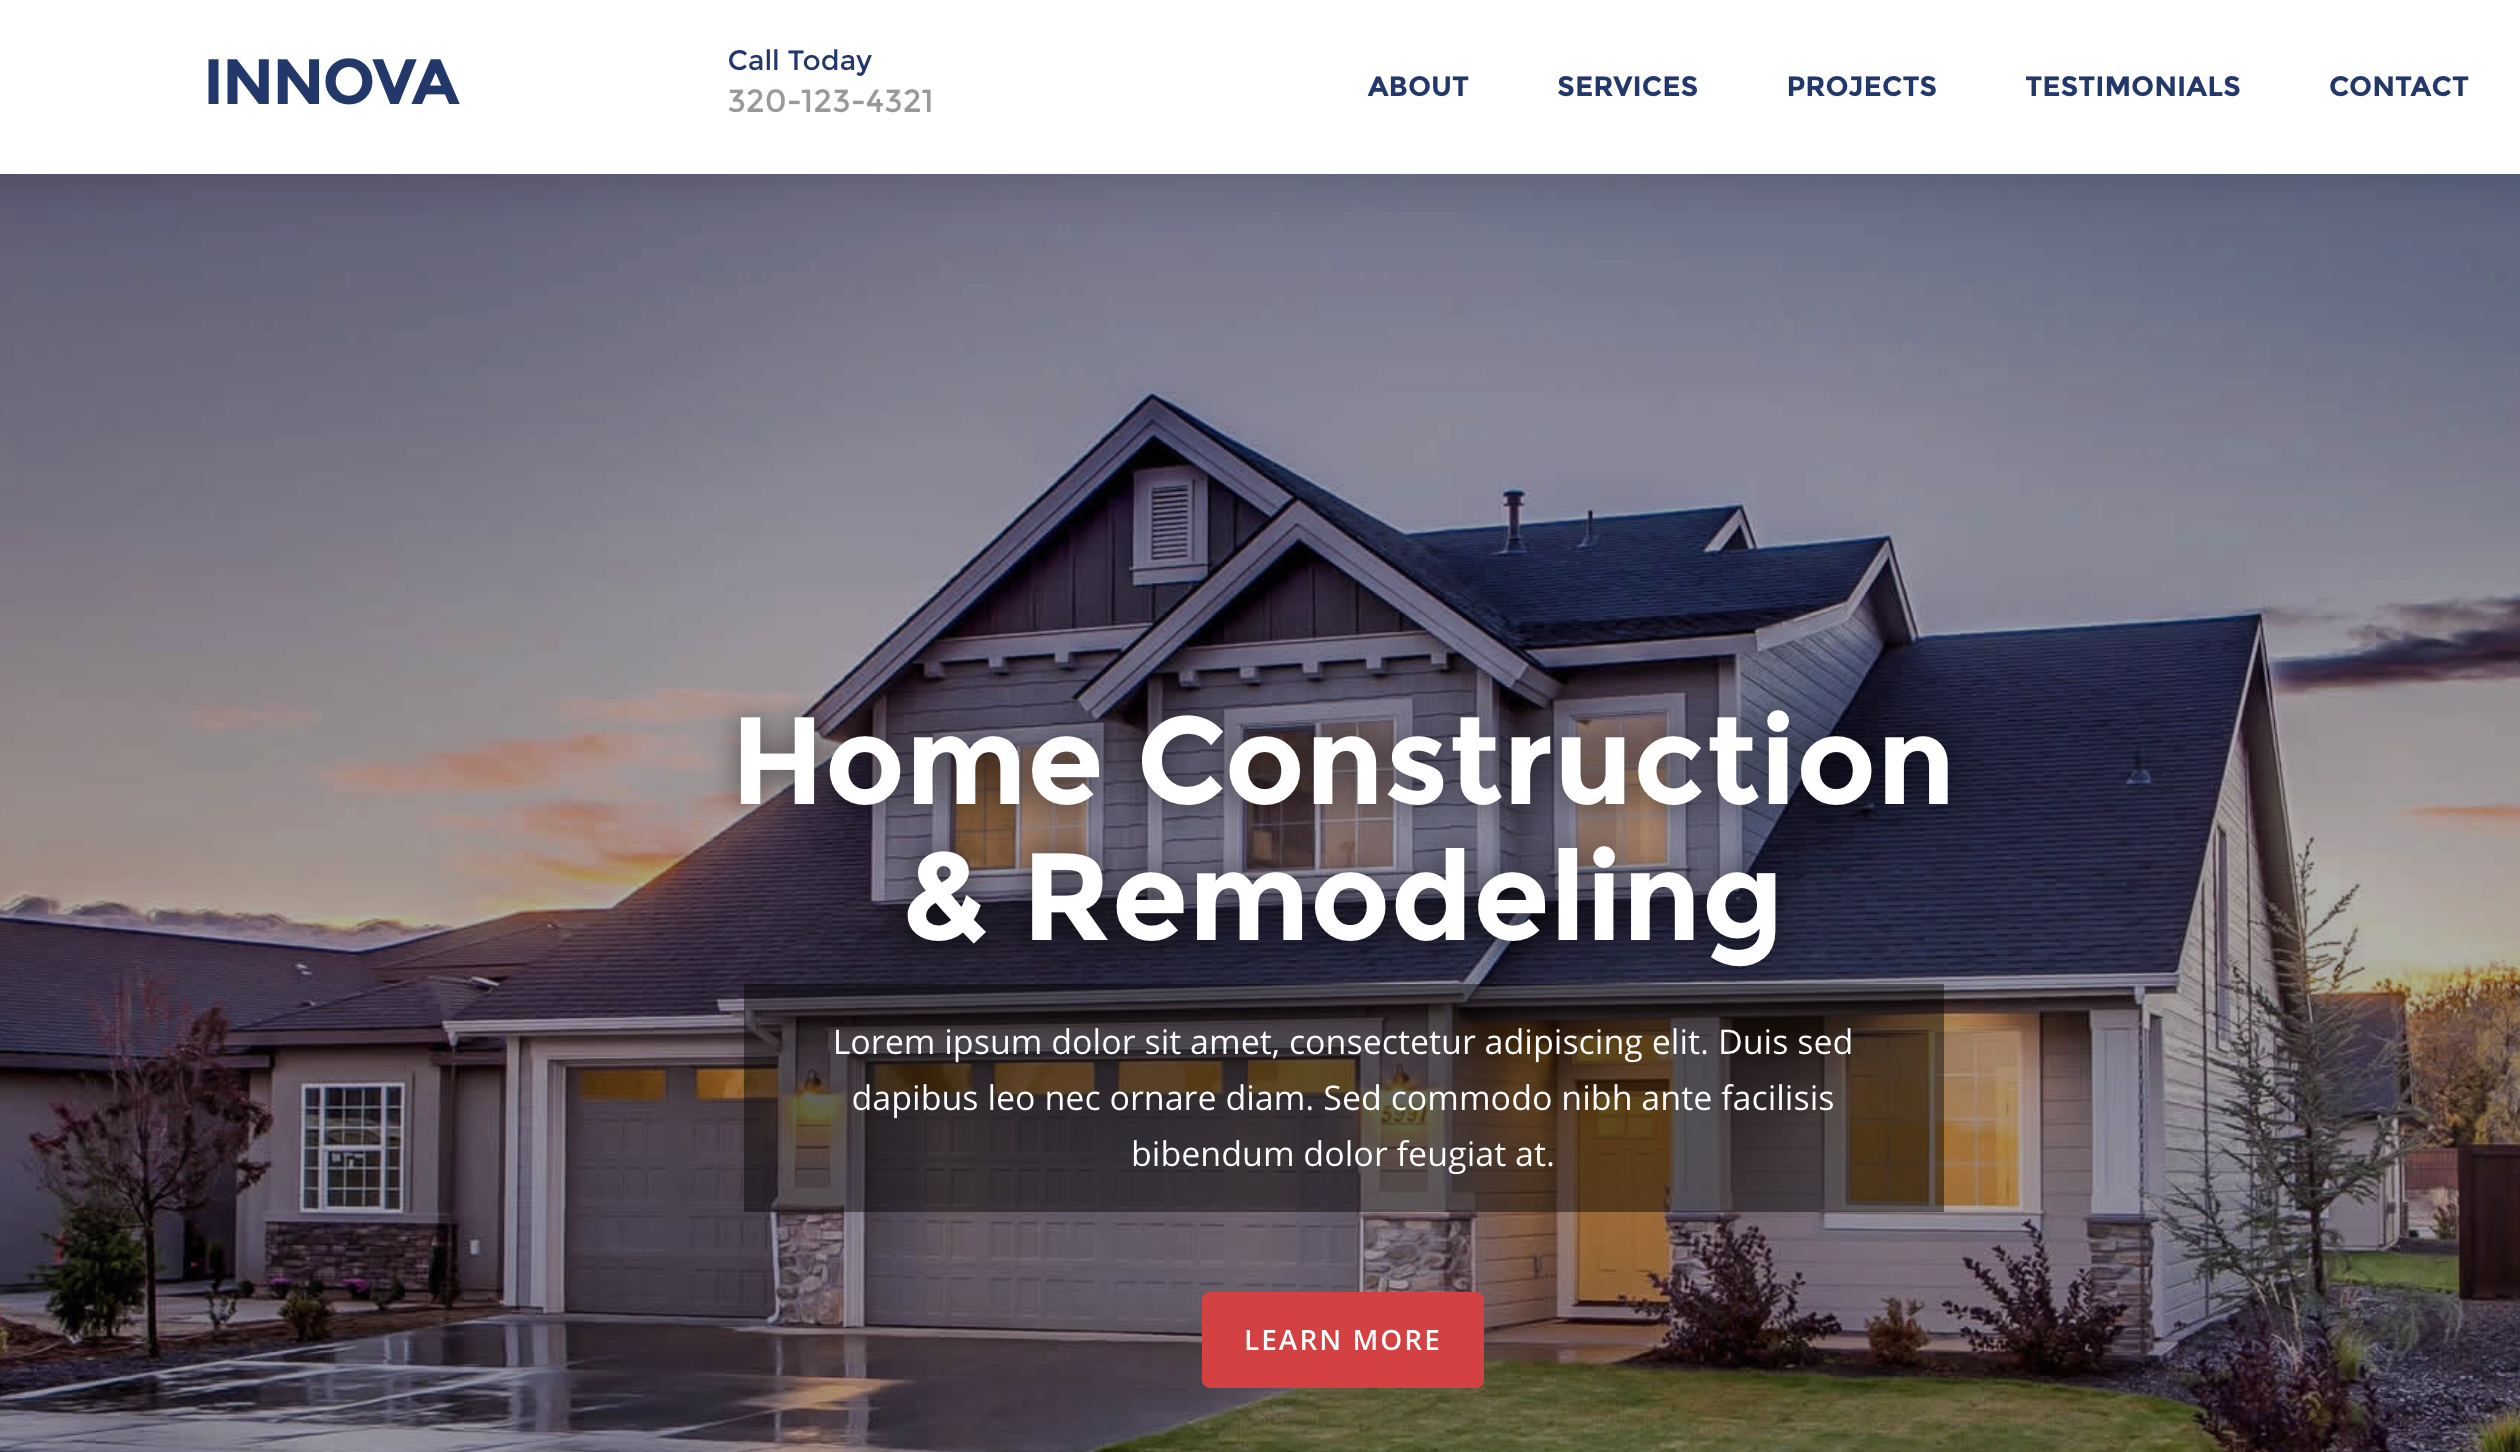 INNOVA
Call Today
320-123-4321
ABOUT
SERVICES
PROJECTS
TESTIMONIALS
CONTACT
Home Construction
& Remodeling
Lorem ipsum dolor sit amet, consectetur adipiscing elit. Duis sed
dapibus leo nec ornare diam. Sed commodo nibh ante facilisis
bibendum dolor feugiat at.
LEARN MORE